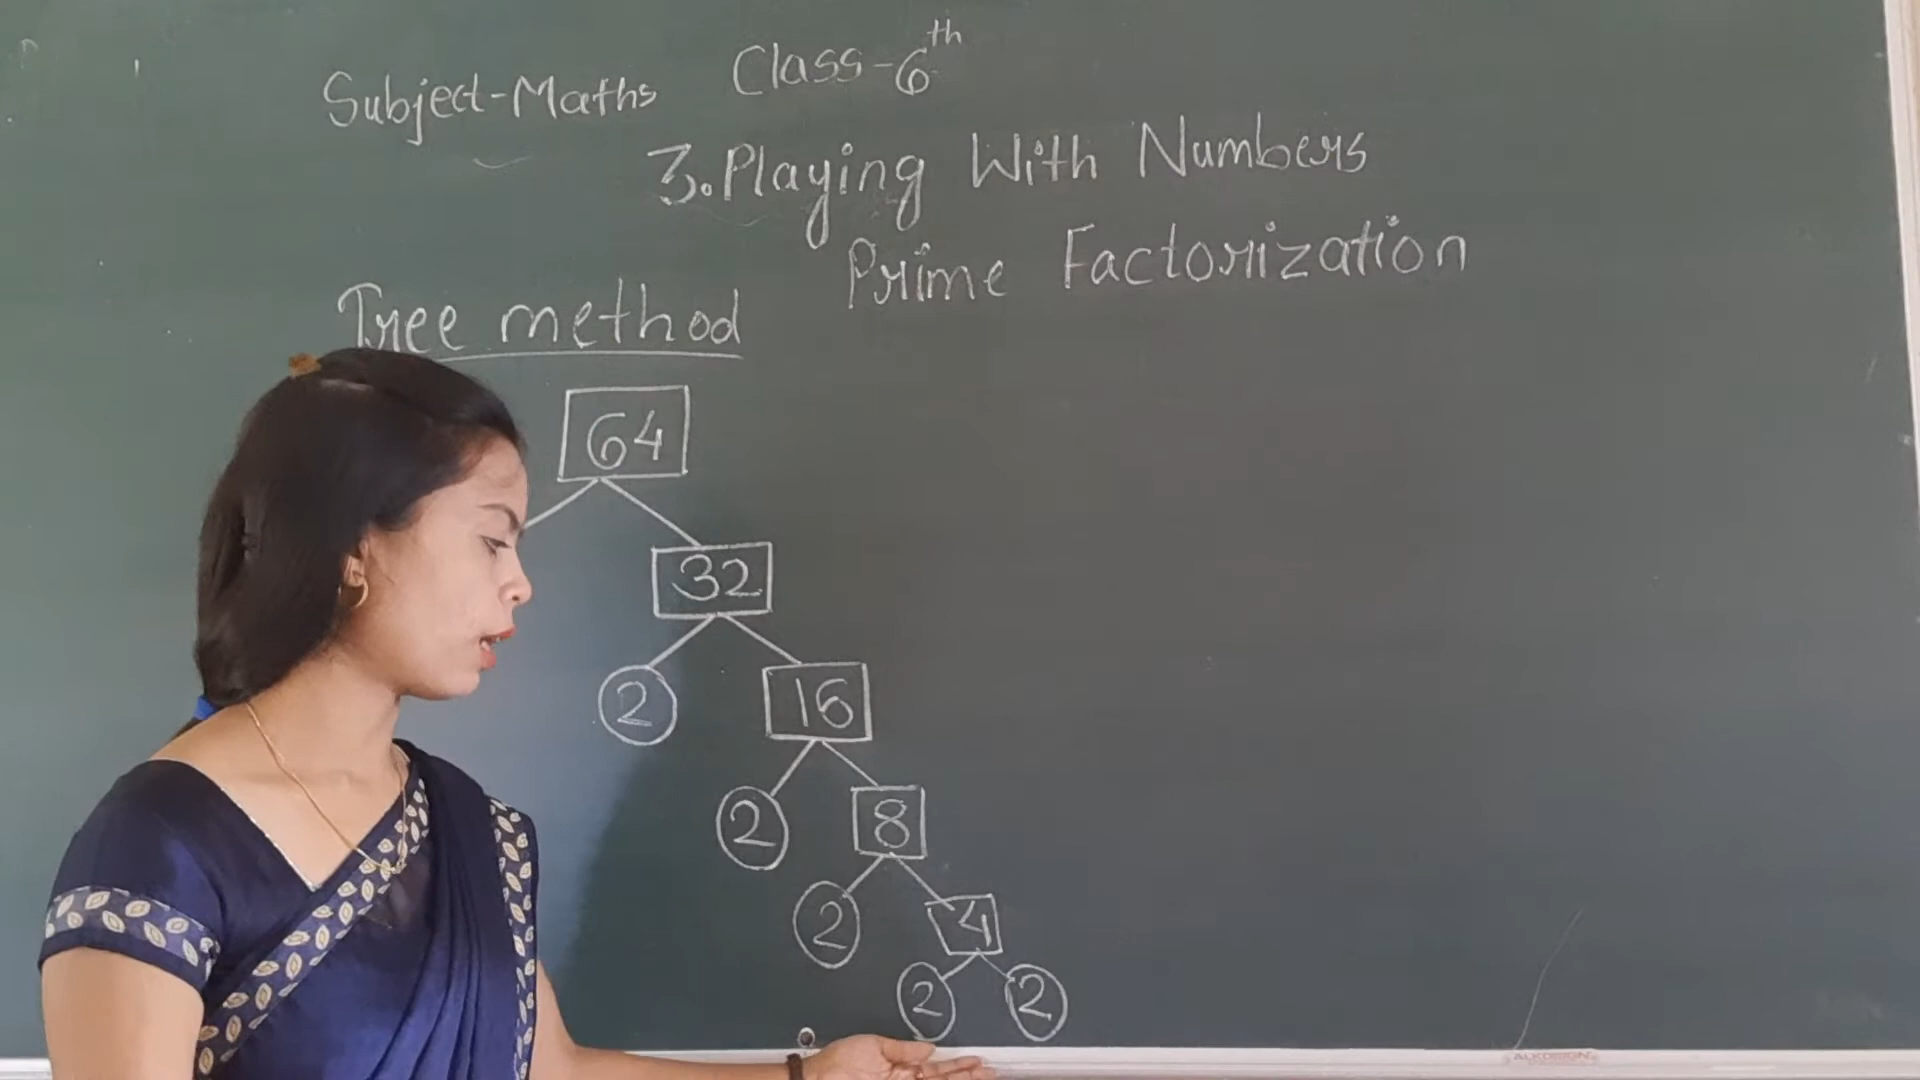 Subject-Maths Class-6th
3. Playing With Numbers
Prime Factorization
Tree method
64
32
2 16
2 8
2 4
2 2